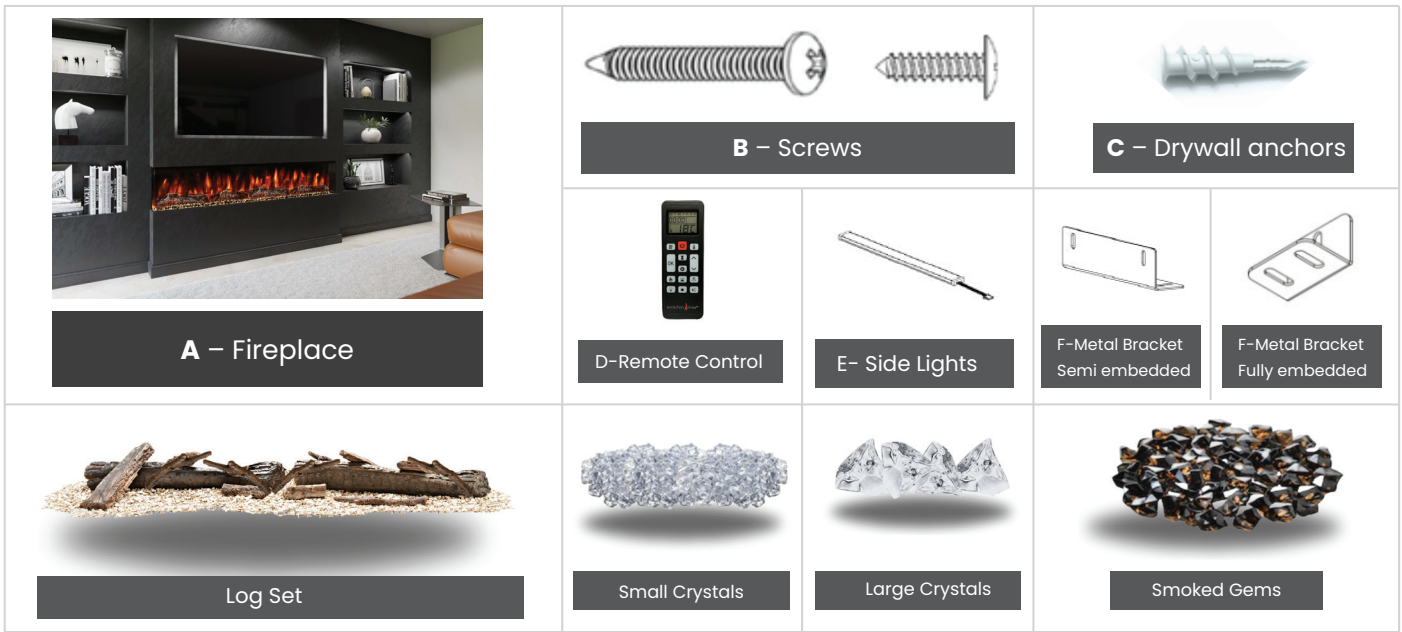 A – Fireplace
B – Screws
C – Drywall anchors
D-Remote Control
E- Side Lights
F-Metal Bracket
Semi embedded
F-Metal Bracket
Fully embedded
Log Set
Small Crystals
Large Crystals
Smoked Gems